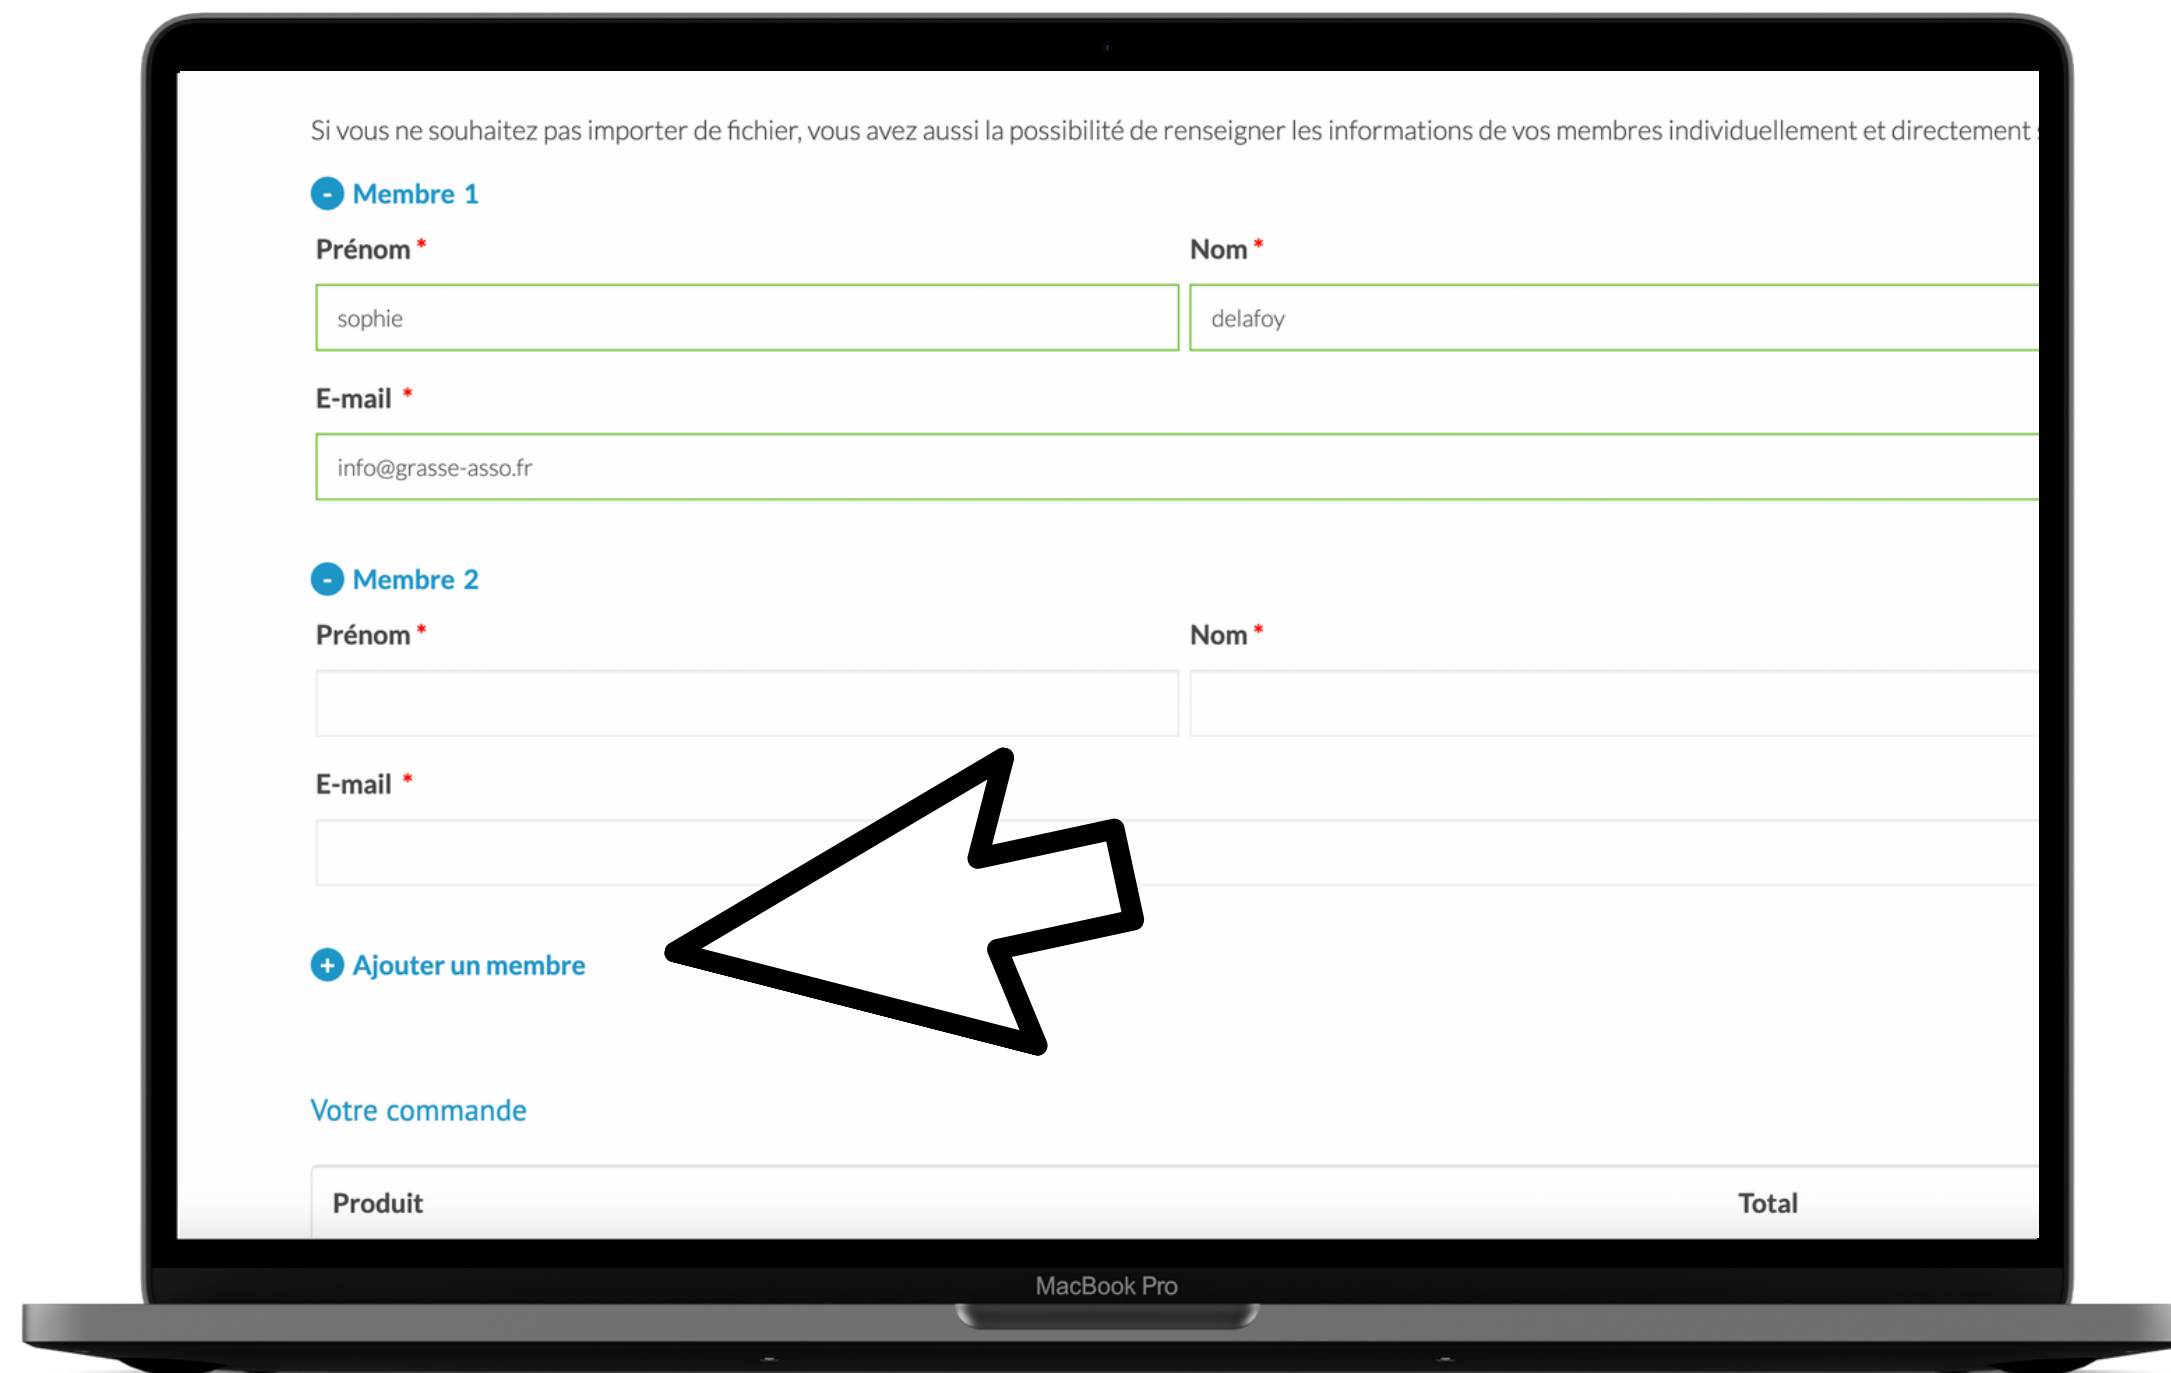 Si vous ne souhaitez pas importer de fichier, vous avez aussi la possibilité de renseigner les informations de vos membres individuellement et directement
- Membre 1
Prénom * Nom *
sophie delafoy
E-mail *
info@grasse-asso.fr
- Membre 2
Prénom * Nom *
E-mail *
+ Ajouter un membre
Votre commande
Produit Total
MacBook Pro